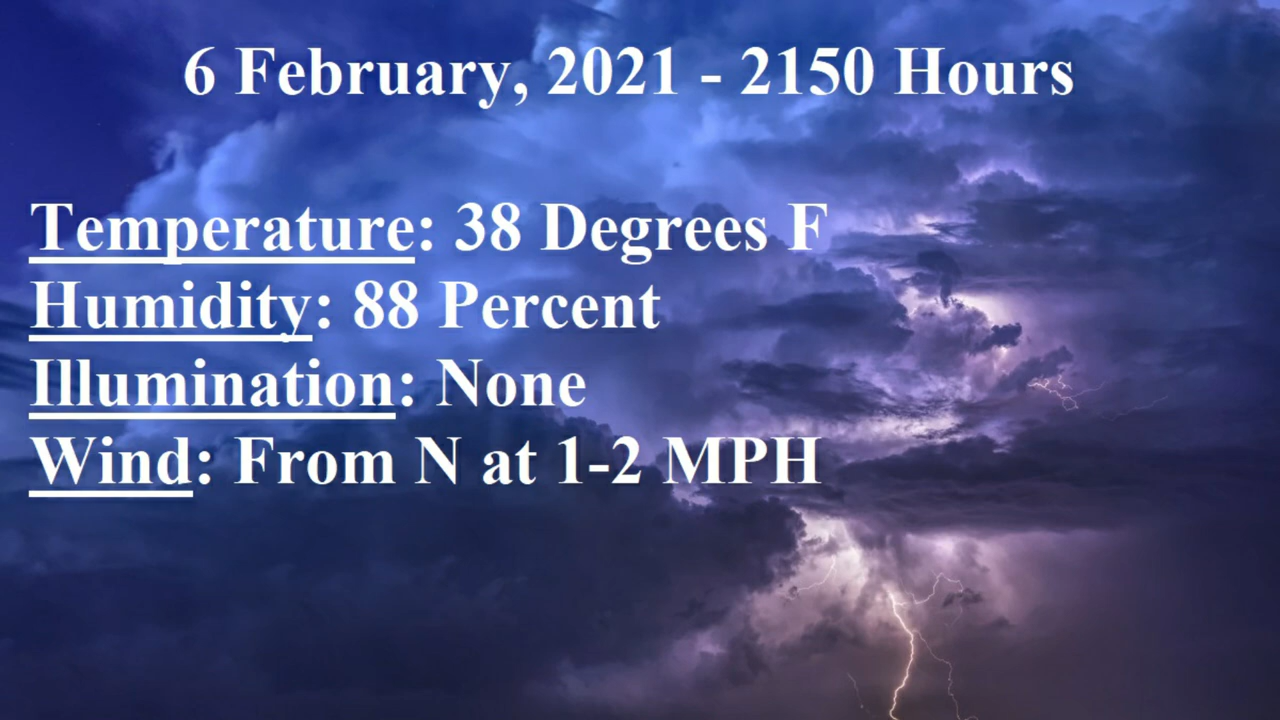 6 February, 2021 - 2150 Hours
Temperature: 38 Degrees F
Humidity: 88 Percent
Illumination: None
Wind: From N at 1-2 MPH